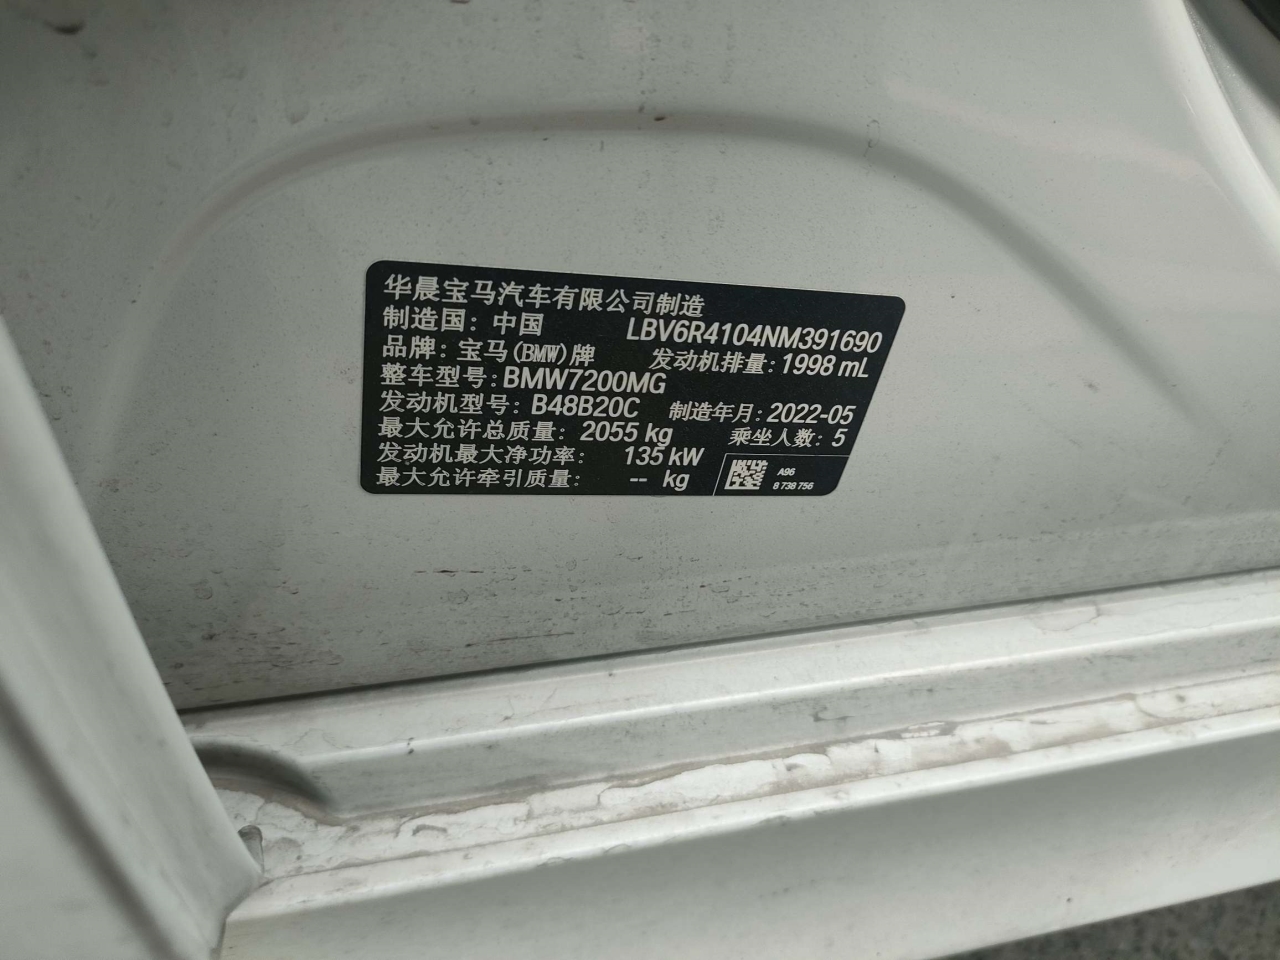 华晨宝马汽车有限公司制造
制造国: 中国 LBV6R4104NM391690
品牌: 宝马(BMW)牌 发动机排量: 1998 mL
整车型号: BMW7200MG
发动机型号: B48B20C 制造年月: 2022-05
最大允许总质量: 2055 kg 乘坐人数: 5
发动机最大净功率: 135 kW
最大允许牵引质量: -- kg
A96
8 738 756